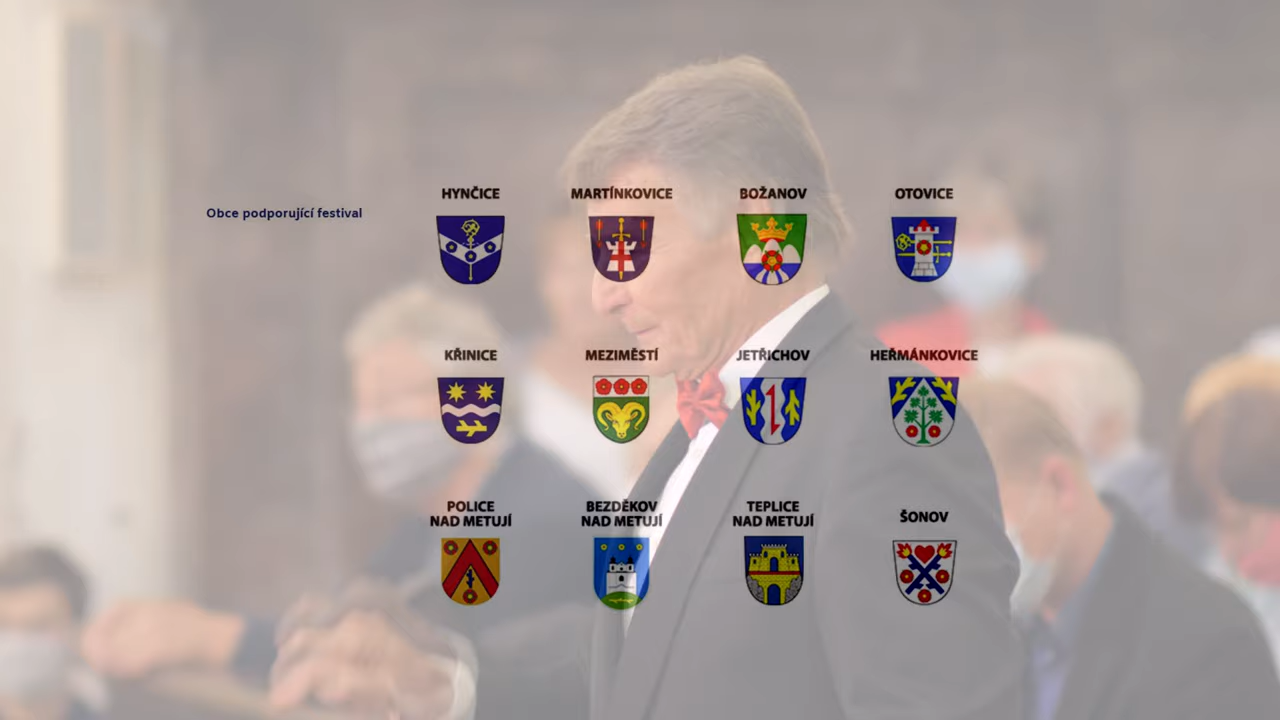 Obce podporující festival
HYNČICE
MARTÍNKOVICE
BOŽANOV
OTOVICE
KŘINICE
MEZIMĚSTÍ
JETŘICHOV
HEŘMÁNKOVICE
POLICE
NAD METUJÍ
BEZDĚKOV
NAD METUJÍ
TEPLICE
NAD METUJÍ
ŠONOV